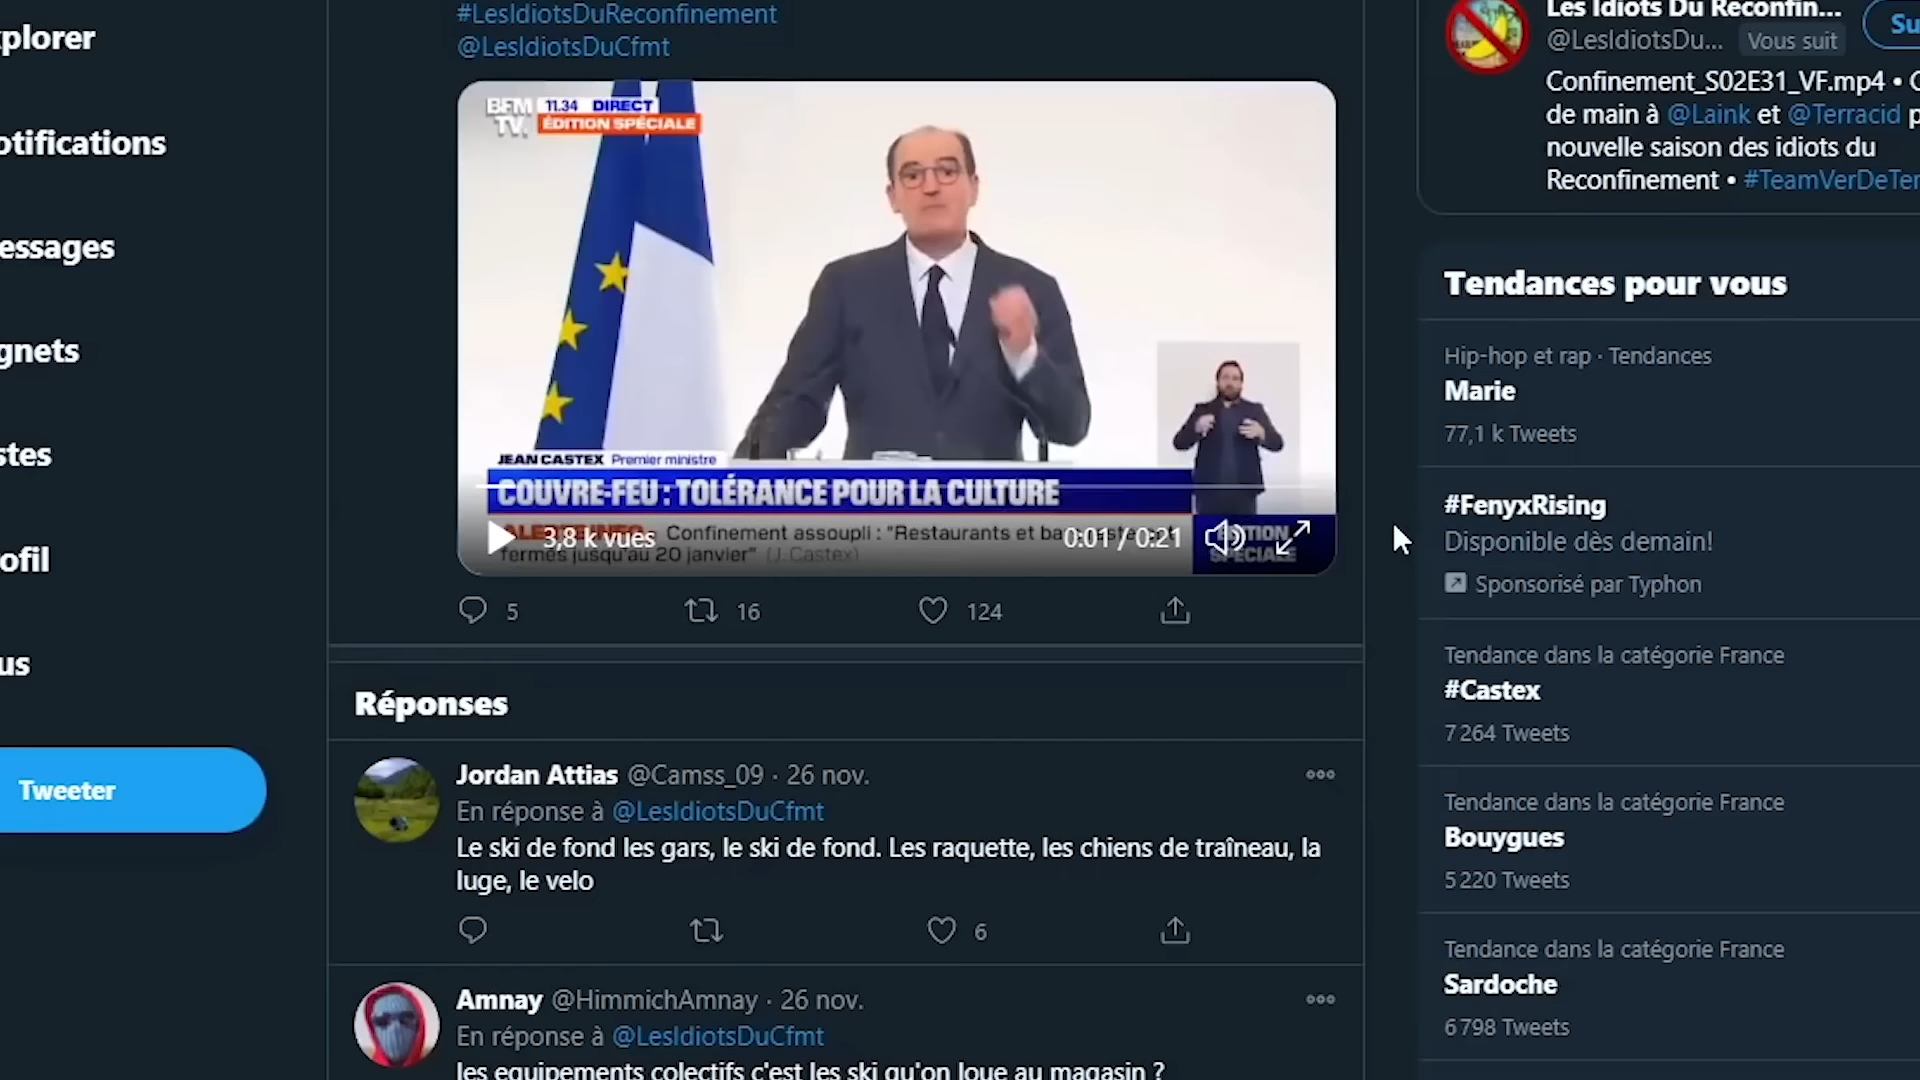 plorer
otifications
essages
gnets
stes
ofil
us
Tweeter
#LesIdiotsDuReconfinement
@LesIdiotsDuCfmt
BFM
TV.
11.34 DIRECT
ÉDITION SPÉCIALE
JEAN CASTEX Premier ministre
COUVRE-FEU : TOLÉRANCE POUR LA CULTURE
ALERTE INFO Confinement assoupli : "Restaurants et
fermés jusqu'au 20 janvier" (J. Castex)
ÉDITION
SPÉCIALE
3,8 k vues
0:01 / 0:21
5 16 124
Réponses
Jordan Attias @Camss_09 · 26 nov.
En réponse à @LesIdiotsDuCfmt
Le ski de fond les gars, le ski de fond. Les raquette, les chiens de traîneau, la
luge, le velo
6
Amnay @HimmichAmnay · 26 nov.
En réponse à @LesIdiotsDuCfmt
les equipements colectifs c'est les ski qu'on loue au magasin ?
Les Idiots Du Reconfin...
@LesIdiotsDu... Vous suit
Su
Confinement_S02E31_VF.mp4 • C
de main à @Laink et @Terracid p
nouvelle saison des idiots du
Reconfinement • #TeamVerDeTer
Tendances pour vous
Hip-hop et rap · Tendances
Marie
77,1 k Tweets
#FenyxRising
Disponible dès demain!
Sponsorisé par Typhon
Tendance dans la catégorie France
#Castex
7 264 Tweets
Tendance dans la catégorie France
Bouygues
5 220 Tweets
Tendance dans la catégorie France
Sardoche
6 798 Tweets